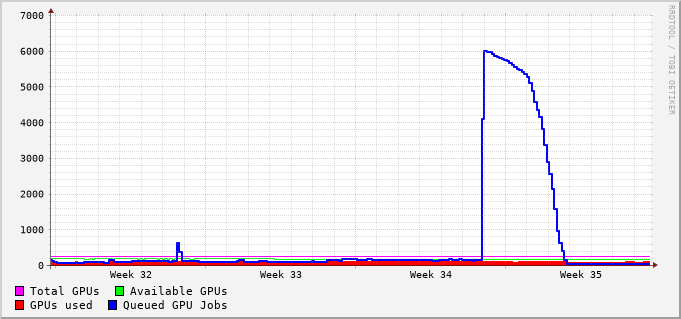 7000
6000
5000
4000
3000
2000
1000
0
Week 32 Week 33 Week 34 Week 35
Total GPUs Available GPUs
GPUs used Queued GPU Jobs
RRDTOOL / TOBI OETIKER